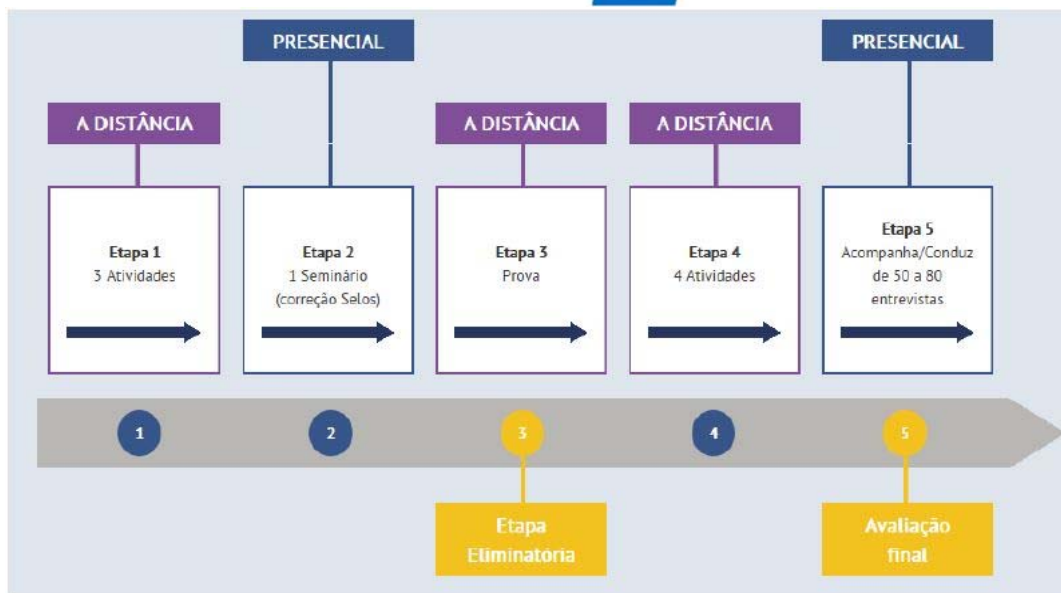 PRESENCIAL
PRESENCIAL
A DISTÂNCIA
A DISTÂNCIA
A DISTÂNCIA
Etapa 1
3 Atividades
Etapa 2
1 Seminário
(correção Selos)
Etapa 3
Prova
Etapa 4
4 Atividades
Etapa 5
Acompanha/Conduz
de 50 a 80
entrevistas
1
2
3
4
5
Etapa
Eliminatória
Avaliação
final